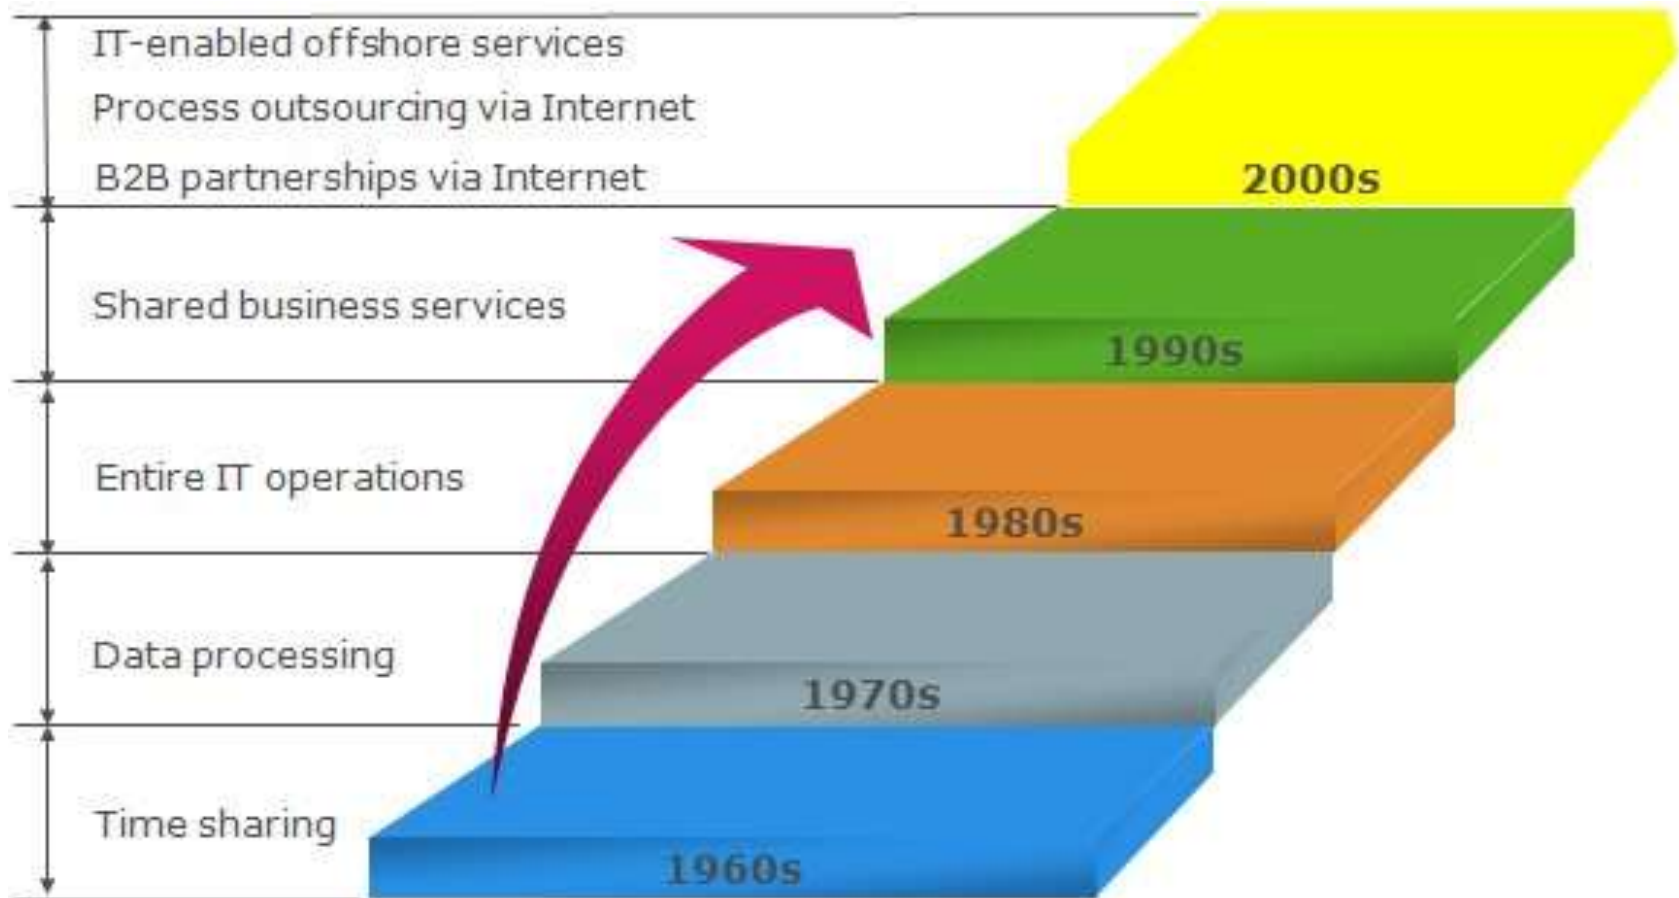 IT-enabled offshore services
Process outsourcing via Internet
B2B partnerships via Internet
2000s
Shared business services
1990s
Entire IT operations
1980s
Data processing
1970s
Time sharing
1960s